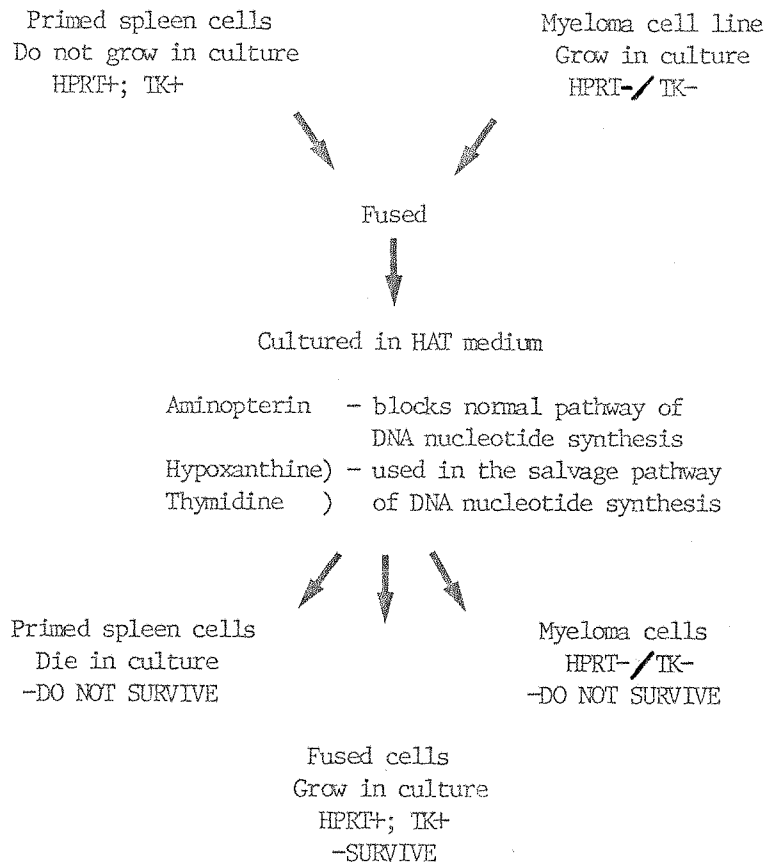 Primed spleen cells
Do not grow in culture
HPRT+; TK+
Myeloma cell line
Grow in culture
HPRT-/TK-
Fused
Cultured in HAT medium
Aminopterin - blocks normal pathway of
DNA nucleotide synthesis
Hypoxanthine) - used in the salvage pathway
Thymidine ) of DNA nucleotide synthesis
Primed spleen cells
Die in culture
-DO NOT SURVIVE
Myeloma cells
HPRT-/TK-
-DO NOT SURVIVE
Fused cells
Grow in culture
HPRT+; TK+
-SURVIVE